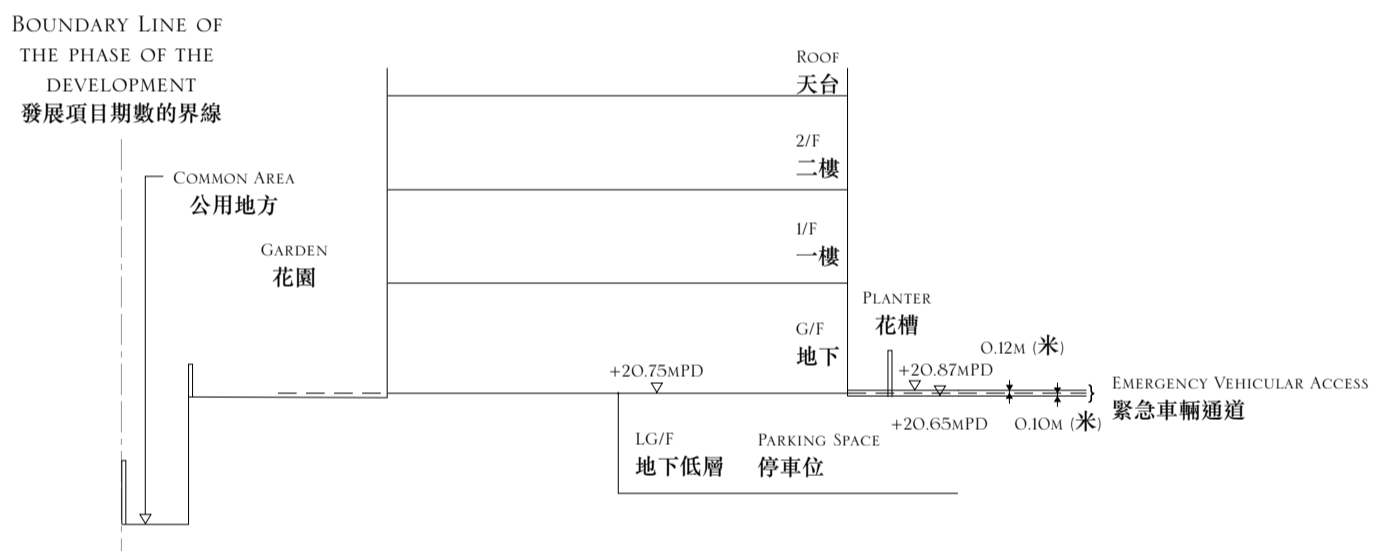 BOUNDARY LINE OF
THE PHASE OF THE
DEVELOPMENT
發展項目期數的界線
COMMON AREA
公用地方
GARDEN
花園
ROOF
天台
2/F
二樓
1/F
一樓
G/F
地下
PLANTER
花槽
0.12M (米)
+20.75MPD
+20.87MPD
EMERGENCY VEHICULAR ACCESS
緊急車輛通道
+20.65MPD
0.10M (米)
LG/F
地下低層
PARKING SPACE
停車位